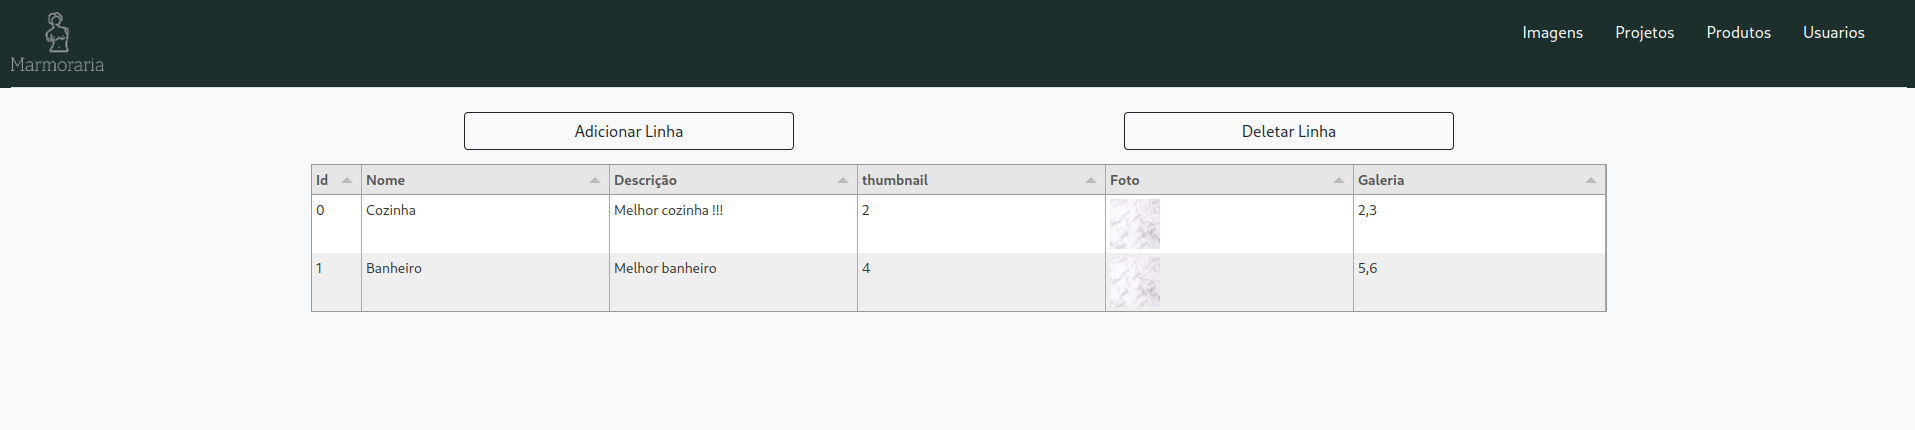 Marmoraria
Imagens Projetos Produtos Usuarios
Adicionar Linha Deletar Linha
Id Nome Descrição thumbnail Foto Galeria
0 Cozinha Melhor cozinha !!! 2 2,3
1 Banheiro Melhor banheiro 4 5,6